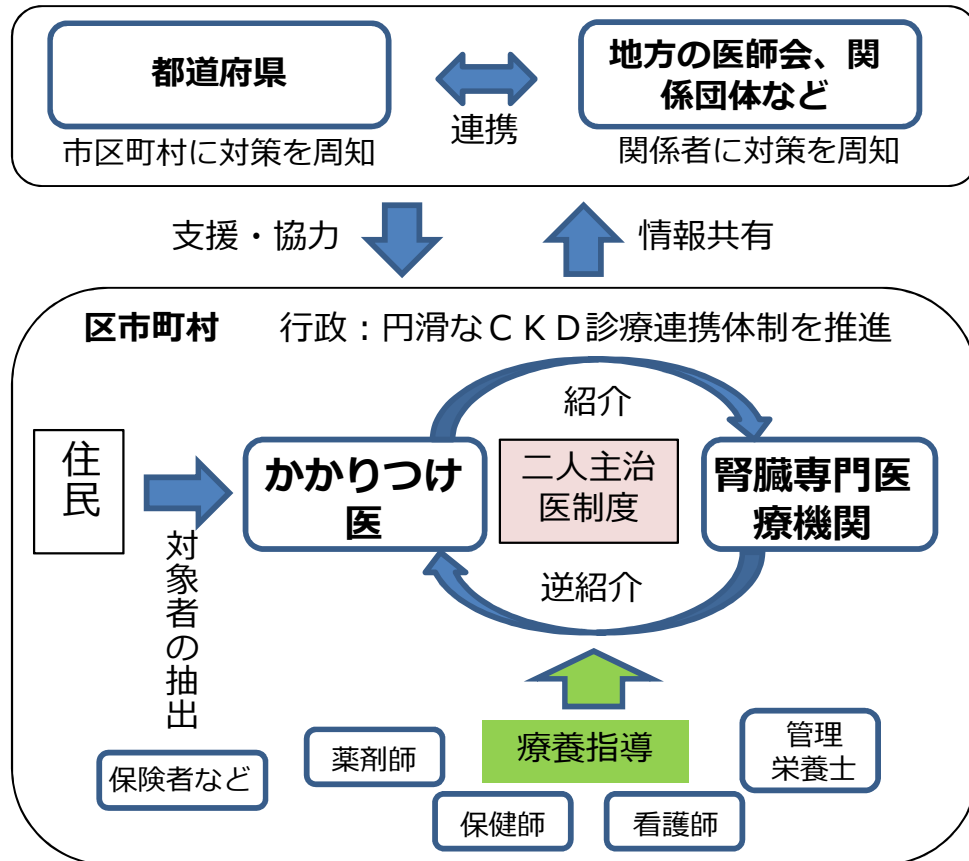 都道府県
地方の医師会、関
係団体など
連携
市区町村に対策を周知
関係者に対策を周知
支援・協力
情報共有
区市町村
行政：円滑なＣＫＤ診療連携体制を推進
紹介
住民
かかりつけ
医
二人主治
医制度
腎臓専門医
療機関
逆紹介
対象者の抽出
療養指導
保険者など
薬剤師
保健師
看護師
管理
栄養士